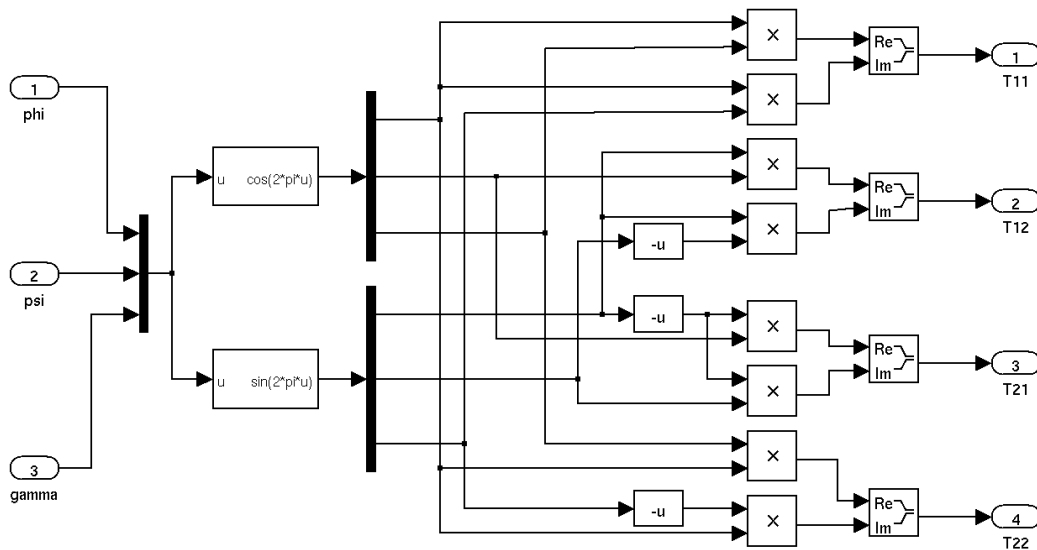 1
phi
2
psi
3
gamma
u cos(2*pi*u)
u sin(2*pi*u)
-u
-u
-u
×
×
×
×
×
×
×
×
Re
Im
1
T11
Re
Im
2
T12
Re
Im
3
T21
Re
Im
4
T22